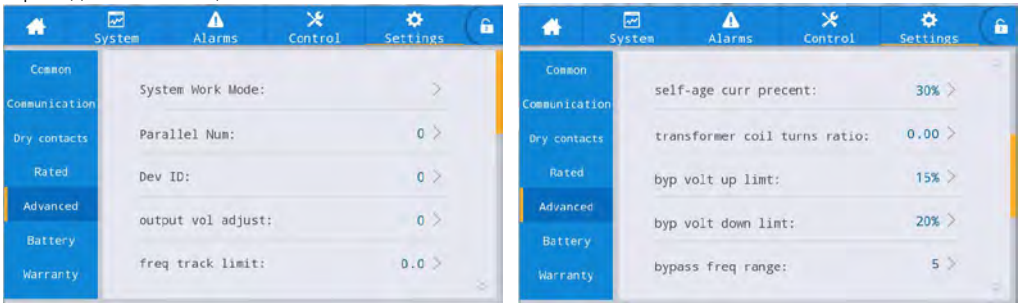 System Alarms Control Settings
Common
Communication
Dry contacts
Rated
Advanced
Battery
Warranty
System Work Mode:
Parallel Num: 0
Dev ID: 0
output vol adjust: 0
freq track limit: 0.0
System Alarms Control Settings
Common
Communication
Dry contacts
Rated
Advanced
Battery
Warranty
self-age curr precent: 30%
transformer coil turns ratio: 0.00
byp volt up limt: 15%
byp volt down limt: 20%
bypass freq range: 5